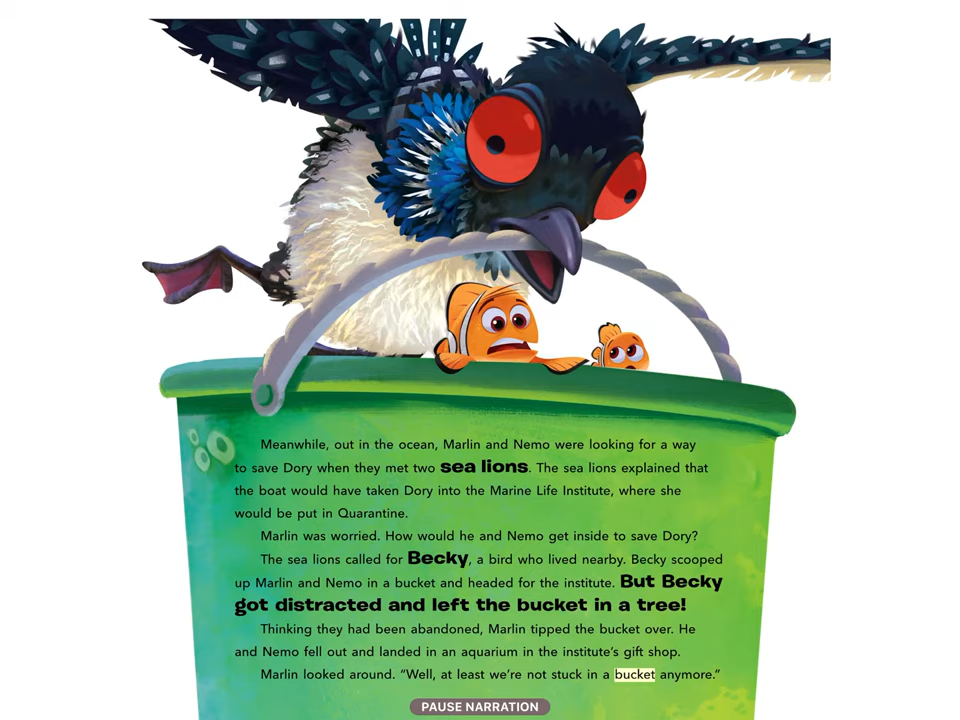 Meanwhile, out in the ocean, Marlin and Nemo were looking for a way
to save Dory when they met two sea lions. The sea lions explained that
the boat would have taken Dory into the Marine Life Institute, where she
would be put in Quarantine.
Marlin was worried. How would he and Nemo get inside to save Dory?
The sea lions called for Becky, a bird who lived nearby. Becky scooped
up Marlin and Nemo in a bucket and headed for the institute. But Becky
got distracted and left the bucket in a tree!
Thinking they had been abandoned, Marlin tipped the bucket over. He
and Nemo fell out and landed in an aquarium in the institute’s gift shop.
Marlin looked around. “Well, at least we’re not stuck in a bucket anymore.”
PAUSE NARRATION